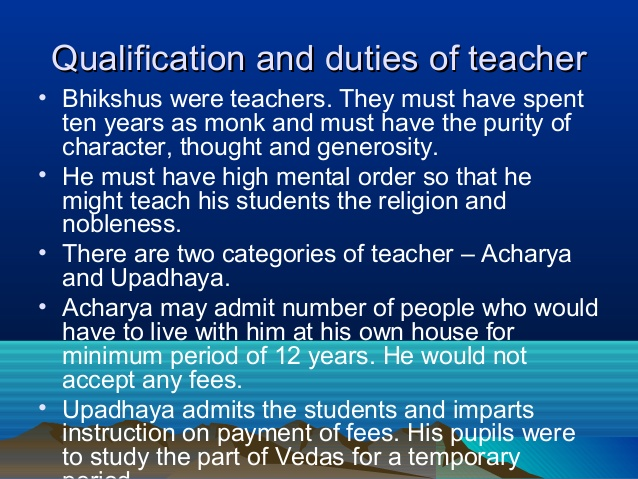 Qualification and duties of teacher
• Bhikshus were teachers. They must have spent
ten years as monk and must have the purity of
character, thought and generosity.
• He must have high mental order so that he
might teach his students the religion and
nobleness.
• There are two categories of teacher – Acharya
and Upadhaya.
• Acharya may admit number of people who would
have to live with him at his own house for
minimum period of 12 years. He would not
accept any fees.
• Upadhaya admits the students and imparts
instruction on payment of fees. His pupils were
to study the part of Vedas for a temporary